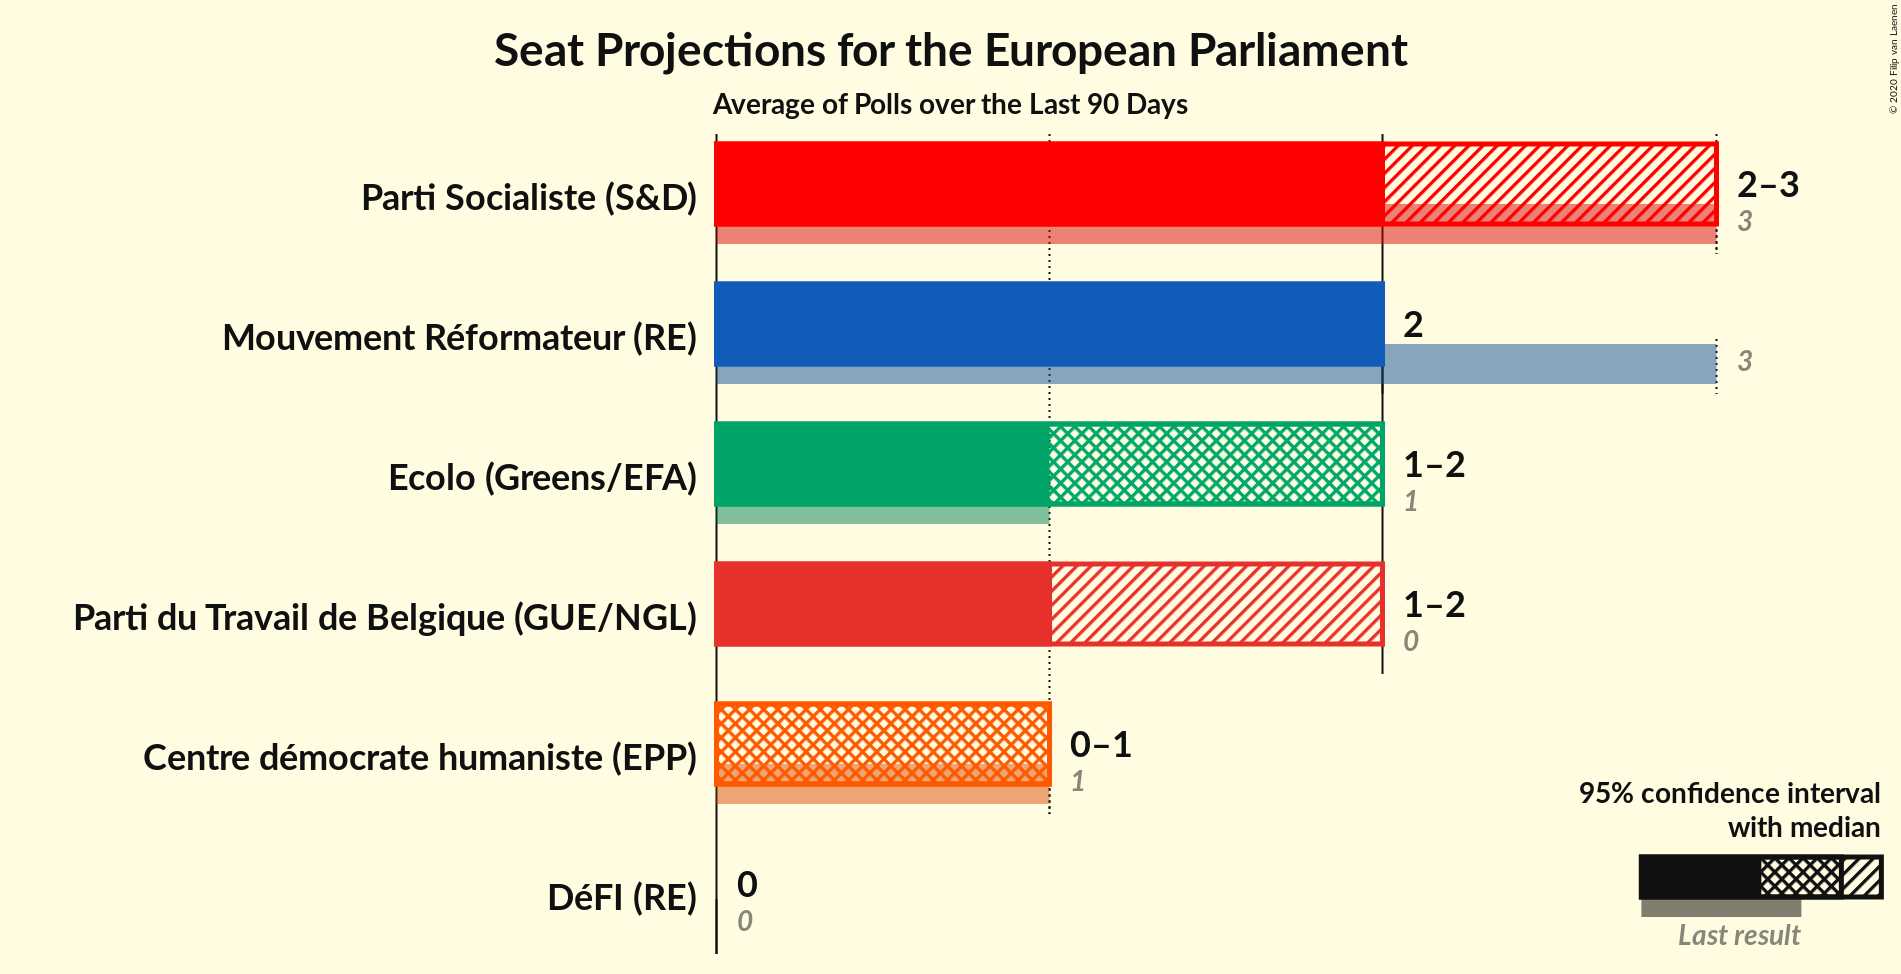 Seat Projections for the European Parliament
Average of Polls over the Last 90 Days
© 2020 Filip van Laenen
Parti Socialiste (S&D)
2–3
3
Mouvement Réformateur (RE)
2
3
Ecolo (Greens/EFA)
1–2
1
Parti du Travail de Belgique (GUE/NGL)
1–2
0
Centre démocrate humaniste (EPP)
0–1
1
DéFI (RE)
0
0
95% confidence interval
with median
Last result